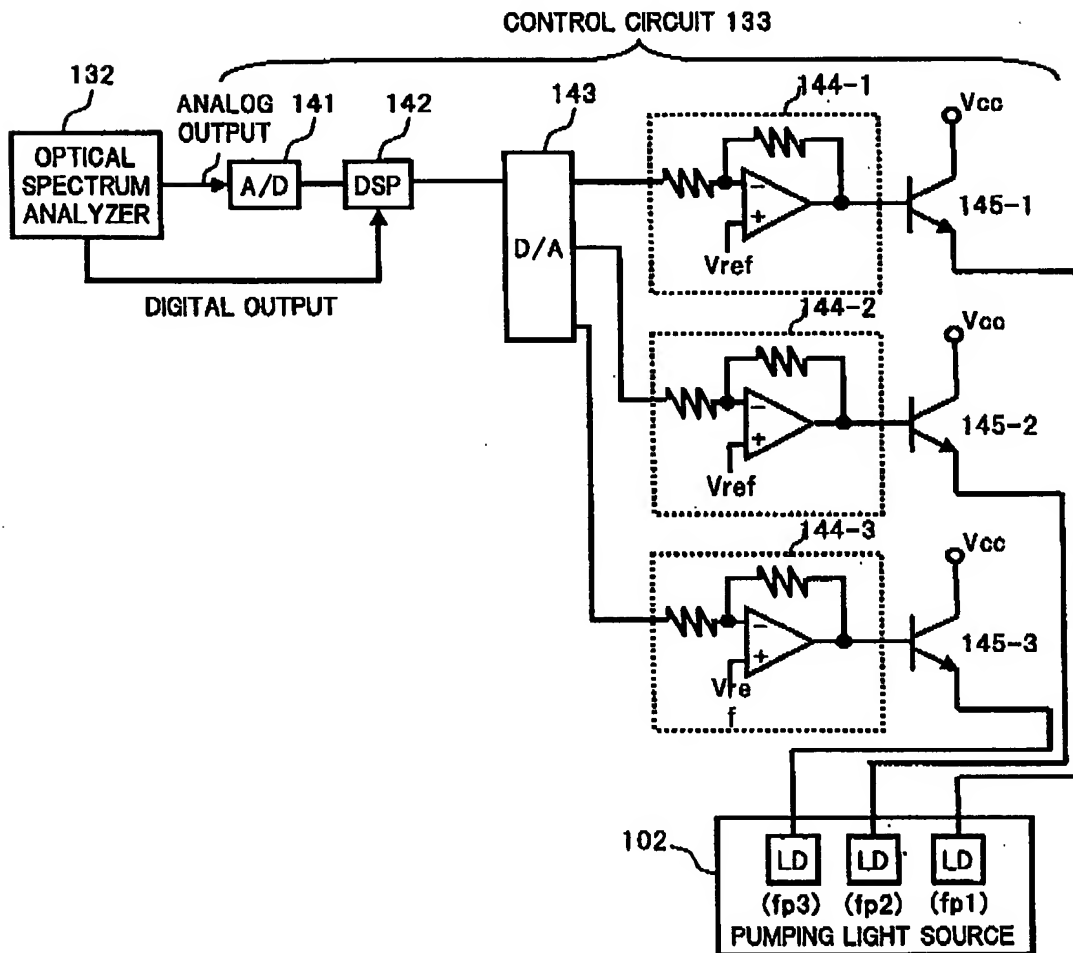 CONTROL CIRCUIT 133
132
ANALOG
OUTPUT
141
142
143
144-1
Vcc
OPTICAL
SPECTRUM
ANALYZER
A/D
DSP
D/A
−
+
Vref
145-1
DIGITAL OUTPUT
144-2
Vcc
−
+
Vref
145-2
144-3
Vcc
−
+
Vre
f
145-3
102
LD
LD
LD
(fp3)
(fp2)
(fp1)
PUMPING LIGHT SOURCE